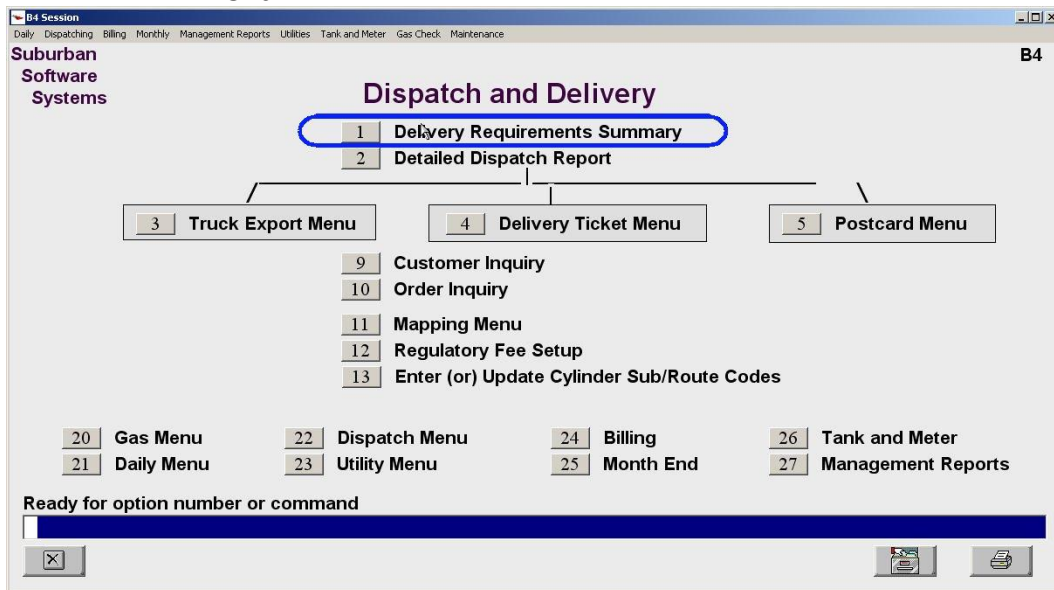 B4 Session
Daily Dispatching Billing Monthly Management Reports Utilities Tank and Meter Gas Check Maintenance
Suburban
Software
Systems
B4
Dispatch and Delivery
1 Delivery Requirements Summary
2 Detailed Dispatch Report
3 Truck Export Menu 4 Delivery Ticket Menu 5 Postcard Menu
9 Customer Inquiry
10 Order Inquiry
11 Mapping Menu
12 Regulatory Fee Setup
13 Enter (or) Update Cylinder Sub/Route Codes
20 Gas Menu 22 Dispatch Menu 24 Billing 26 Tank and Meter
21 Daily Menu 23 Utility Menu 25 Month End 27 Management Reports
Ready for option number or command